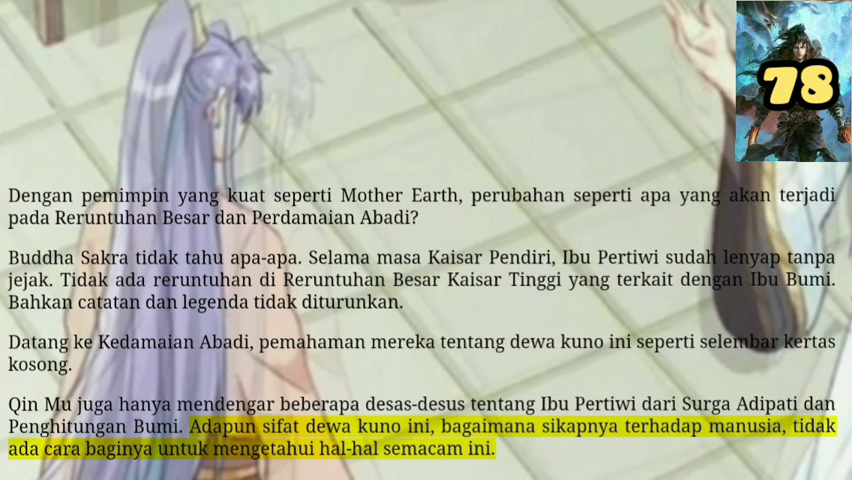 78
Dengan pemimpin yang kuat seperti Mother Earth, perubahan seperti apa yang akan terjadi
pada Reruntuhan Besar dan Perdamaian Abadi?
Buddha Sakra tidak tahu apa-apa. Selama masa Kaisar Pendiri, Ibu Pertiwi sudah lenyap tanpa
jejak. Tidak ada reruntuhan di Reruntuhan Besar Kaisar Tinggi yang terkait dengan Ibu Bumi.
Bahkan catatan dan legenda tidak diturunkan.
Datang ke Kedamaian Abadi, pemahaman mereka tentang dewa kuno ini seperti selembar kertas
kosong.
Qin Mu juga hanya mendengar beberapa desas-desus tentang Ibu Pertiwi dari Surga Adipati dan
Penghitungan Bumi. Adapun sifat dewa kuno ini, bagaimana sikapnya terhadap manusia, tidak
ada cara baginya untuk mengetahui hal-hal semacam ini.